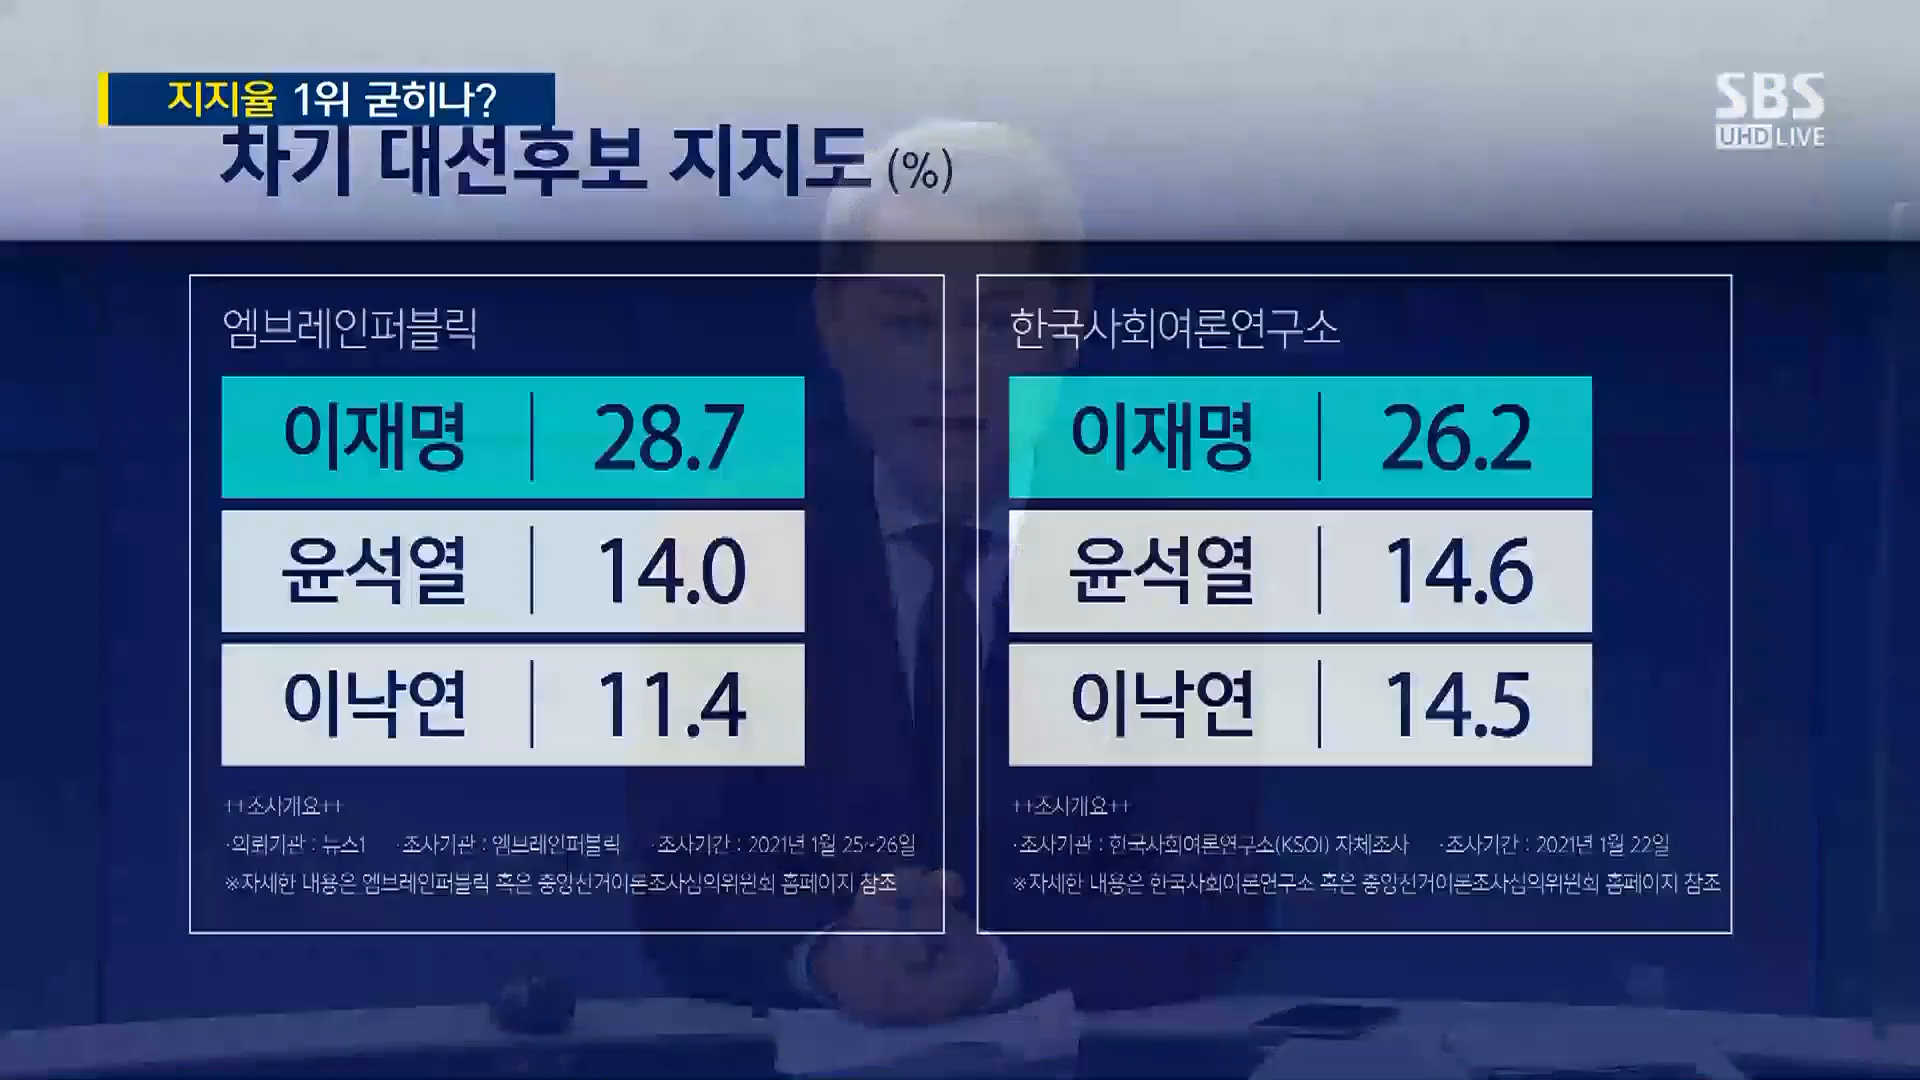 지지율 1위 굳히나?
SBS
UHD LIVE
차기 대선후보 지지도 (%)
엠브레인퍼블릭
이재명 28.7
윤석열 14.0
이낙연 11.4
++조사개요++
·의뢰기관 : 뉴스1 ·조사기관 : 엠브레인퍼블릭 ·조사기간 : 2021년 1월 25~26일
※자세한 내용은 엠브레인퍼블릭 혹은 중앙선거여론조사심의위원회 홈페이지 참조
한국사회여론연구소
이재명 26.2
윤석열 14.6
이낙연 14.5
++조사개요++
·조사기관 : 한국사회여론연구소(KSOI) 자체조사 ·조사기간 : 2021년 1월 22일
※자세한 내용은 한국사회여론연구소 혹은 중앙선거여론조사심의위원회 홈페이지 참조